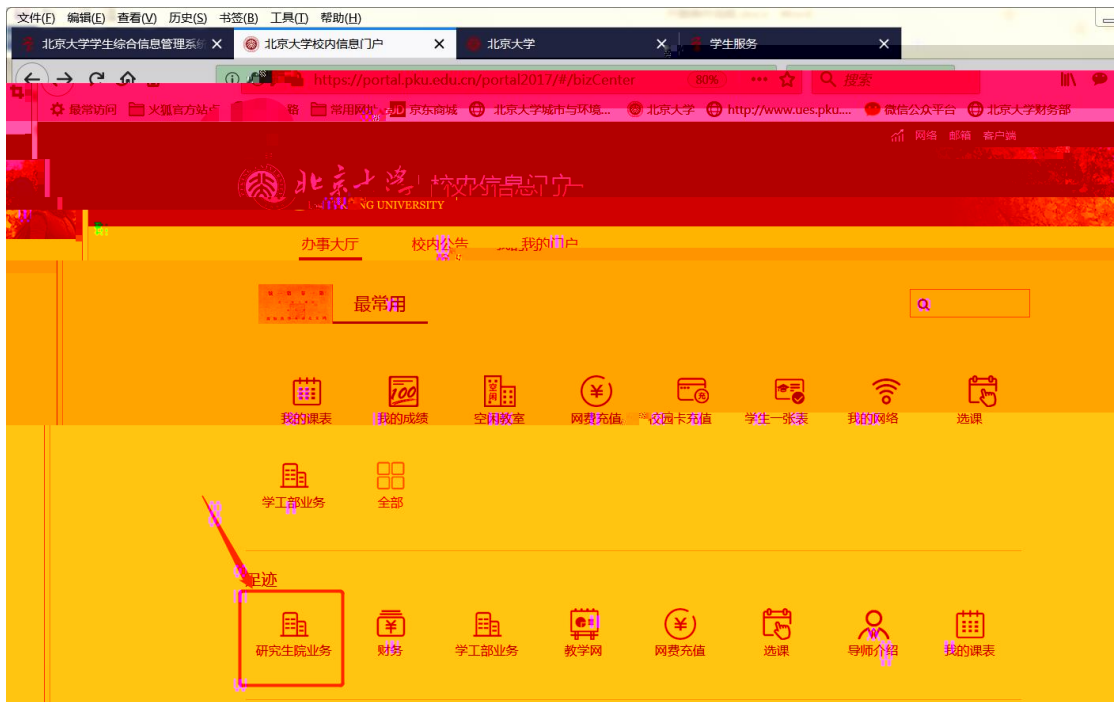 文件(F) 编辑(E) 查看(V) 历史(S) 书签(B) 工具(T) 帮助(H)
北京大学学生综合信息管理系统 北京大学校内信息门户 北京大学 学生服务
https://portal.pku.edu.cn/portal2017/#/bizCenter 80% 搜索
最常访问 火狐官方站点 常用网址 JD 京东商城 北京大学城市与环境... 北京大学 http://www.ues.pku.... 微信公众平台 北京大学财务部
网络 邮箱 客户端
北京大学 校内信息门户
NG UNIVERSITY
办事大厅 校内公告 我的门户
最常用
我的课表 我的成绩 空闲教室 网费充值 校园卡充值 学生一张表 我的网络 选课
学工部业务 全部
足迹
研究生院业务 财务 学工部业务 教学网 网费充值 选课 导师介绍 我的课表